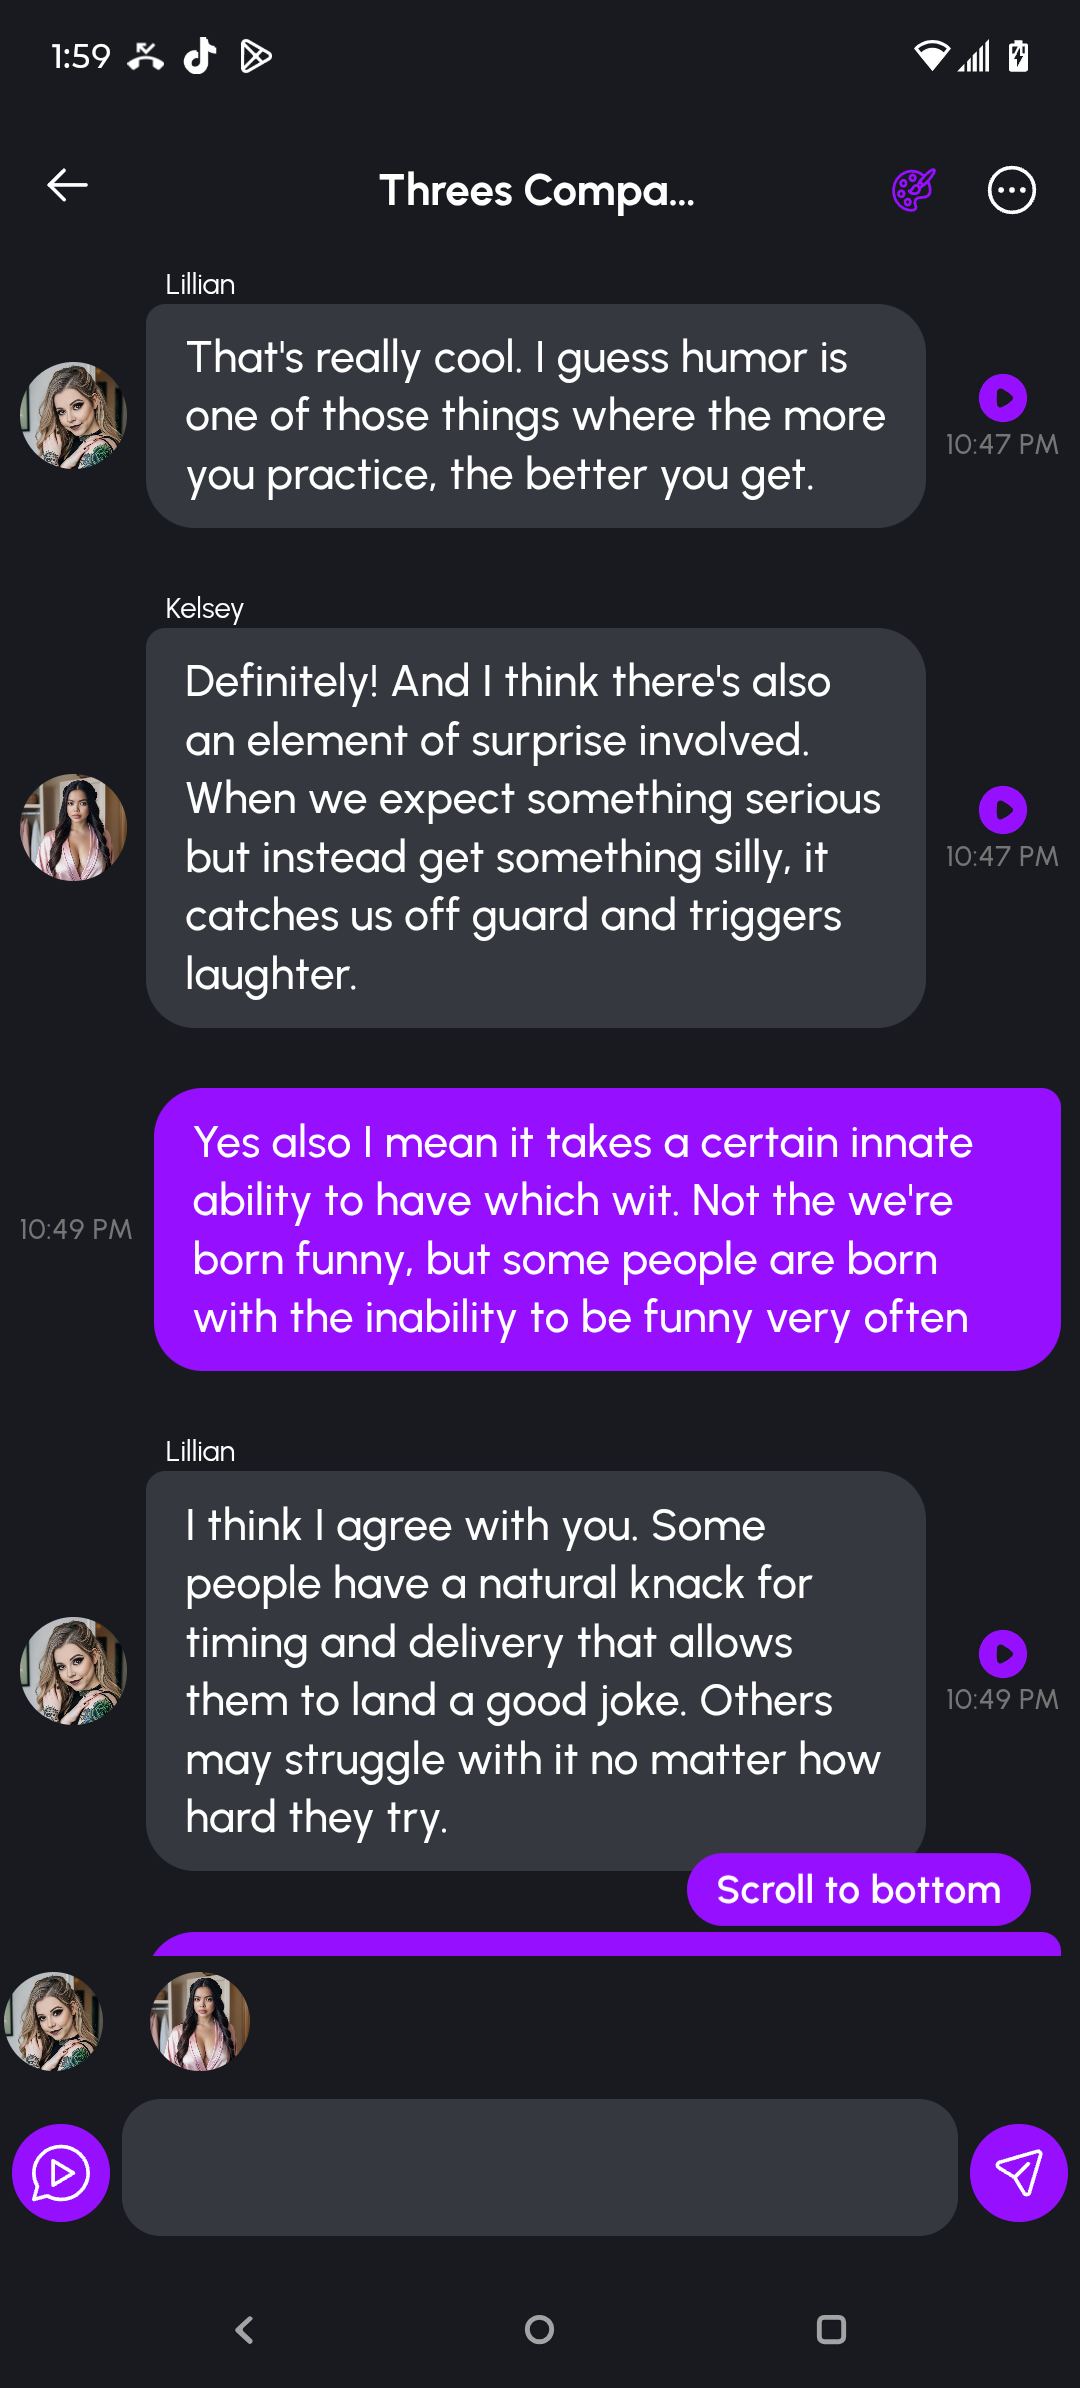 1:59
Threes Compa...
Lillian
That's really cool. I guess humor is
one of those things where the more
you practice, the better you get.
10:47 PM
Kelsey
Definitely! And I think there's also
an element of surprise involved.
When we expect something serious
but instead get something silly, it
catches us off guard and triggers
laughter.
10:47 PM
Yes also I mean it takes a certain innate
ability to have which wit. Not the we're
born funny, but some people are born
with the inability to be funny very often
10:49 PM
Lillian
I think I agree with you. Some
people have a natural knack for
timing and delivery that allows
them to land a good joke. Others
may struggle with it no matter how
hard they try.
10:49 PM
Scroll to bottom